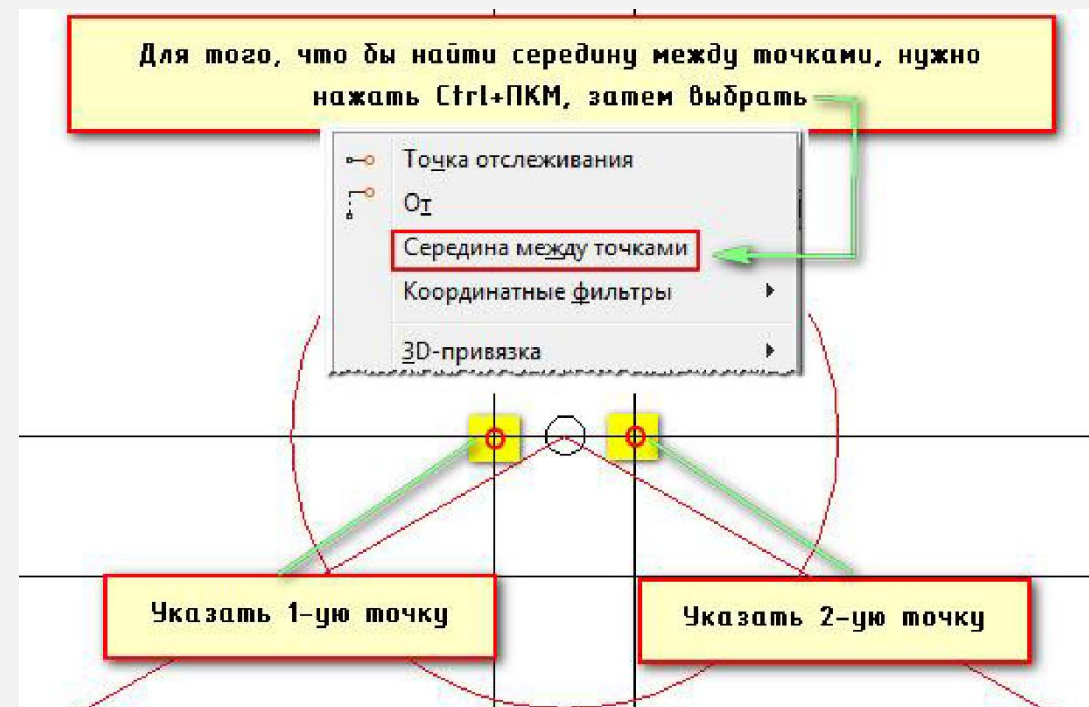 Для того, что бы найти середину между точками, нужно
нажать Ctrl+ПКМ, затем выбрать
Точка отслеживания
От
Середина между точками
Координатные фильтры
3D-привязка
Указать 1-ую точку
Указать 2-ую точку